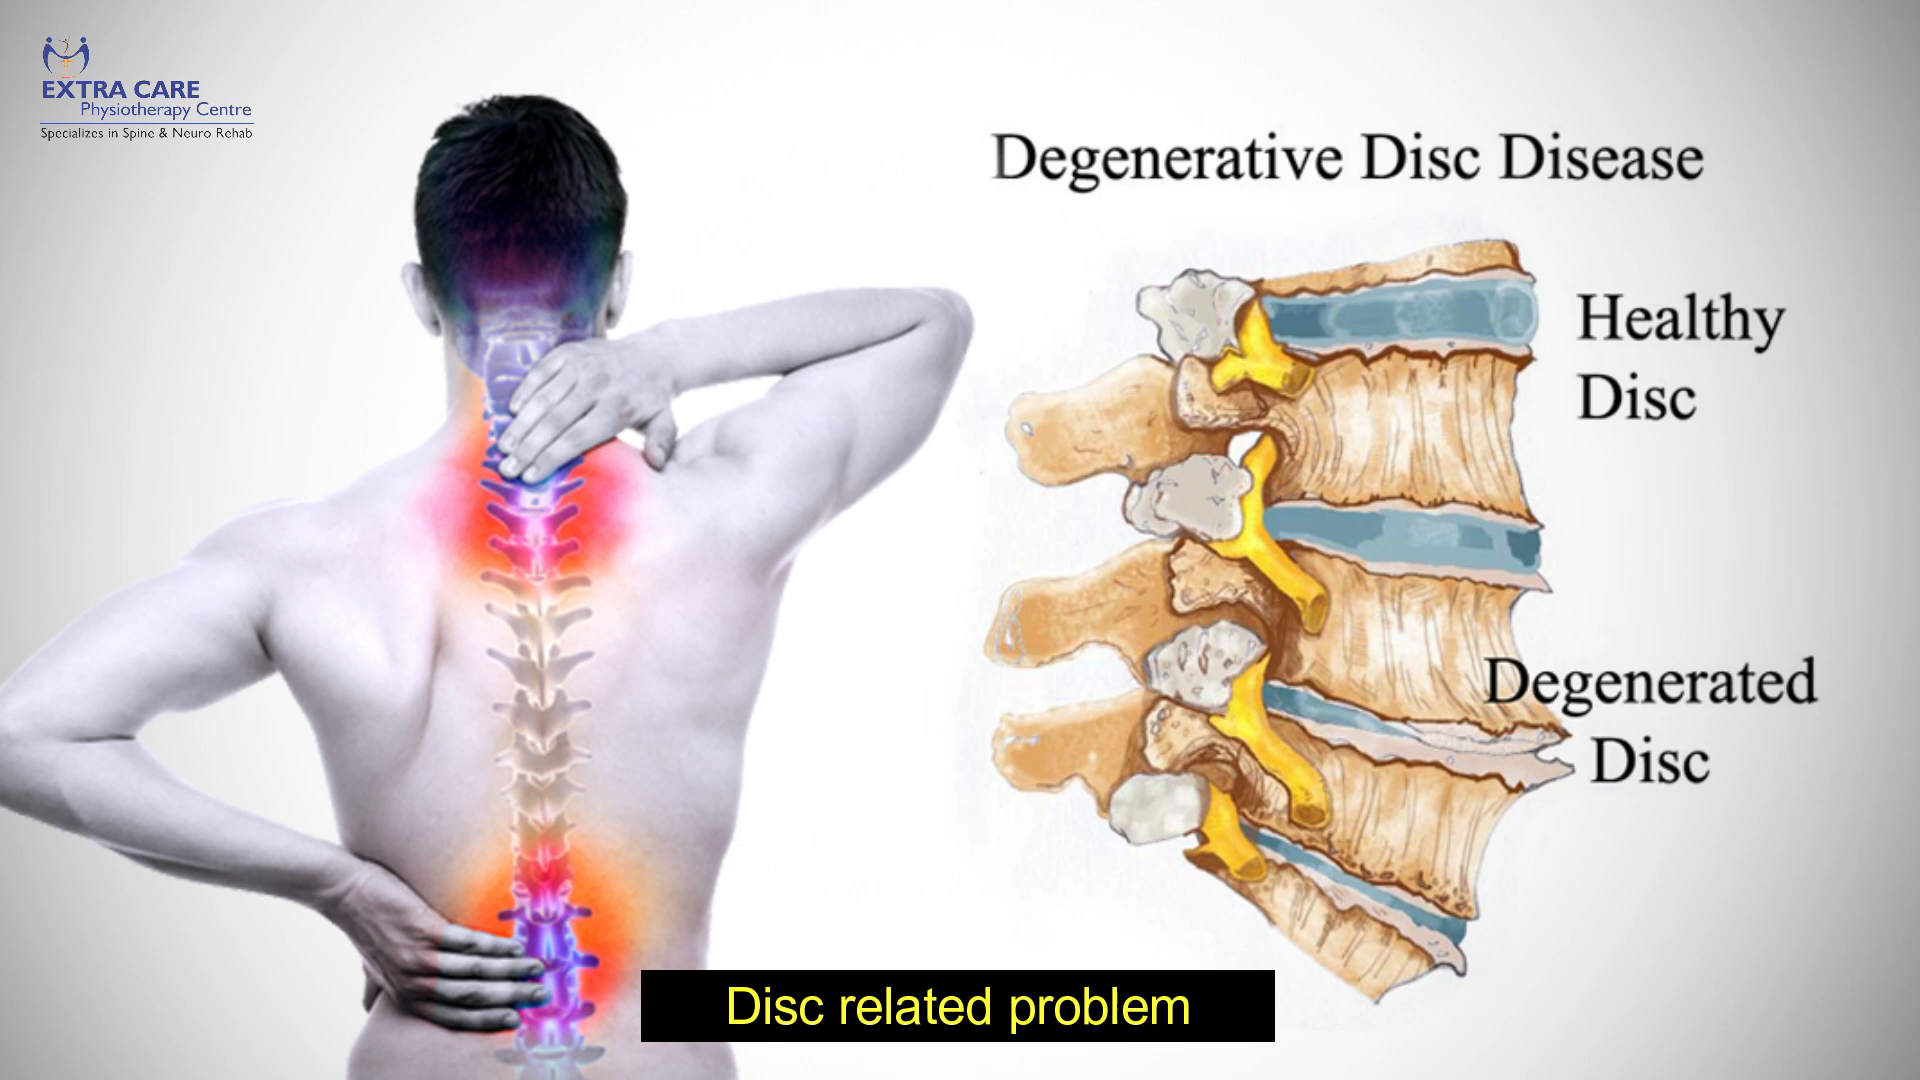 EXTRA CARE
Physiotherapy Centre
Specializes in Spine & Neuro Rehab
Degenerative Disc Disease
Healthy
Disc
Degenerated
Disc
Disc related problem